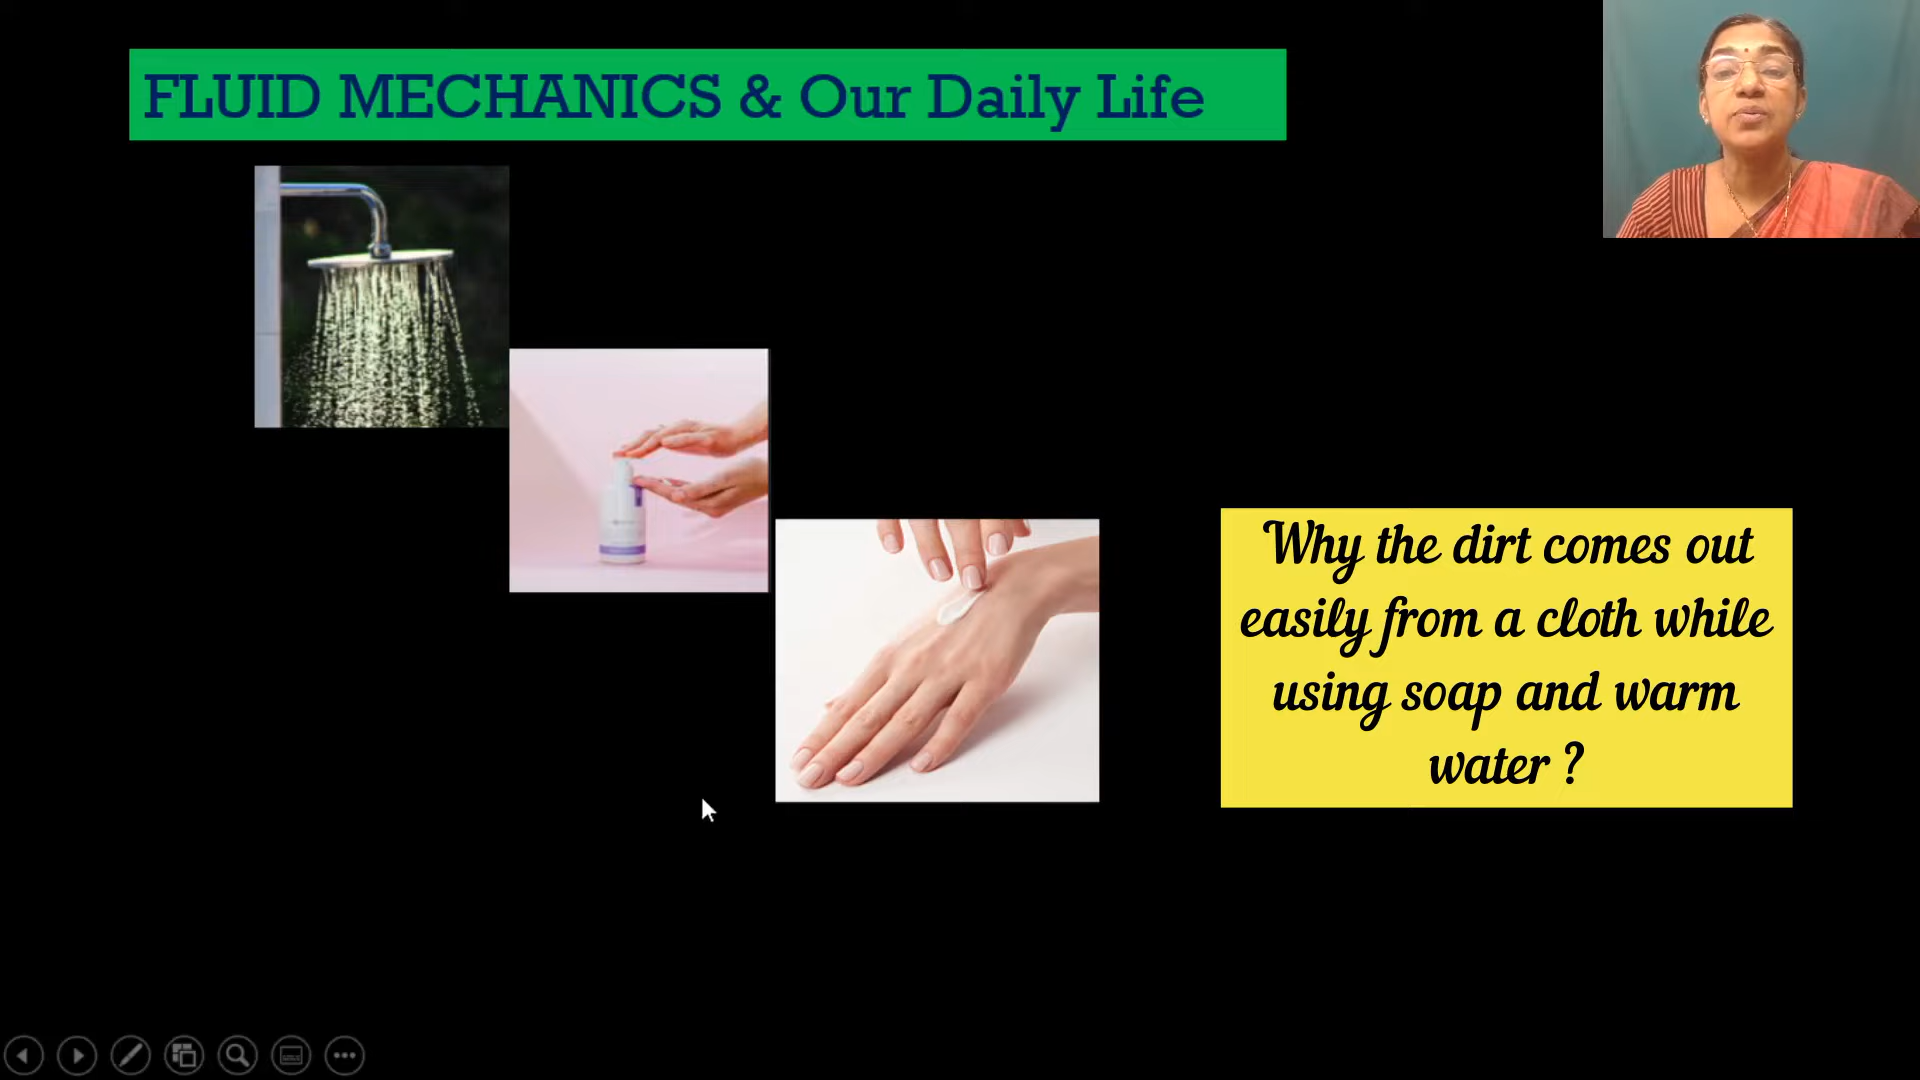 FLUID MECHANICS & Our Daily Life
Why the dirt comes out
easily from a cloth while
using soap and warm
water ?